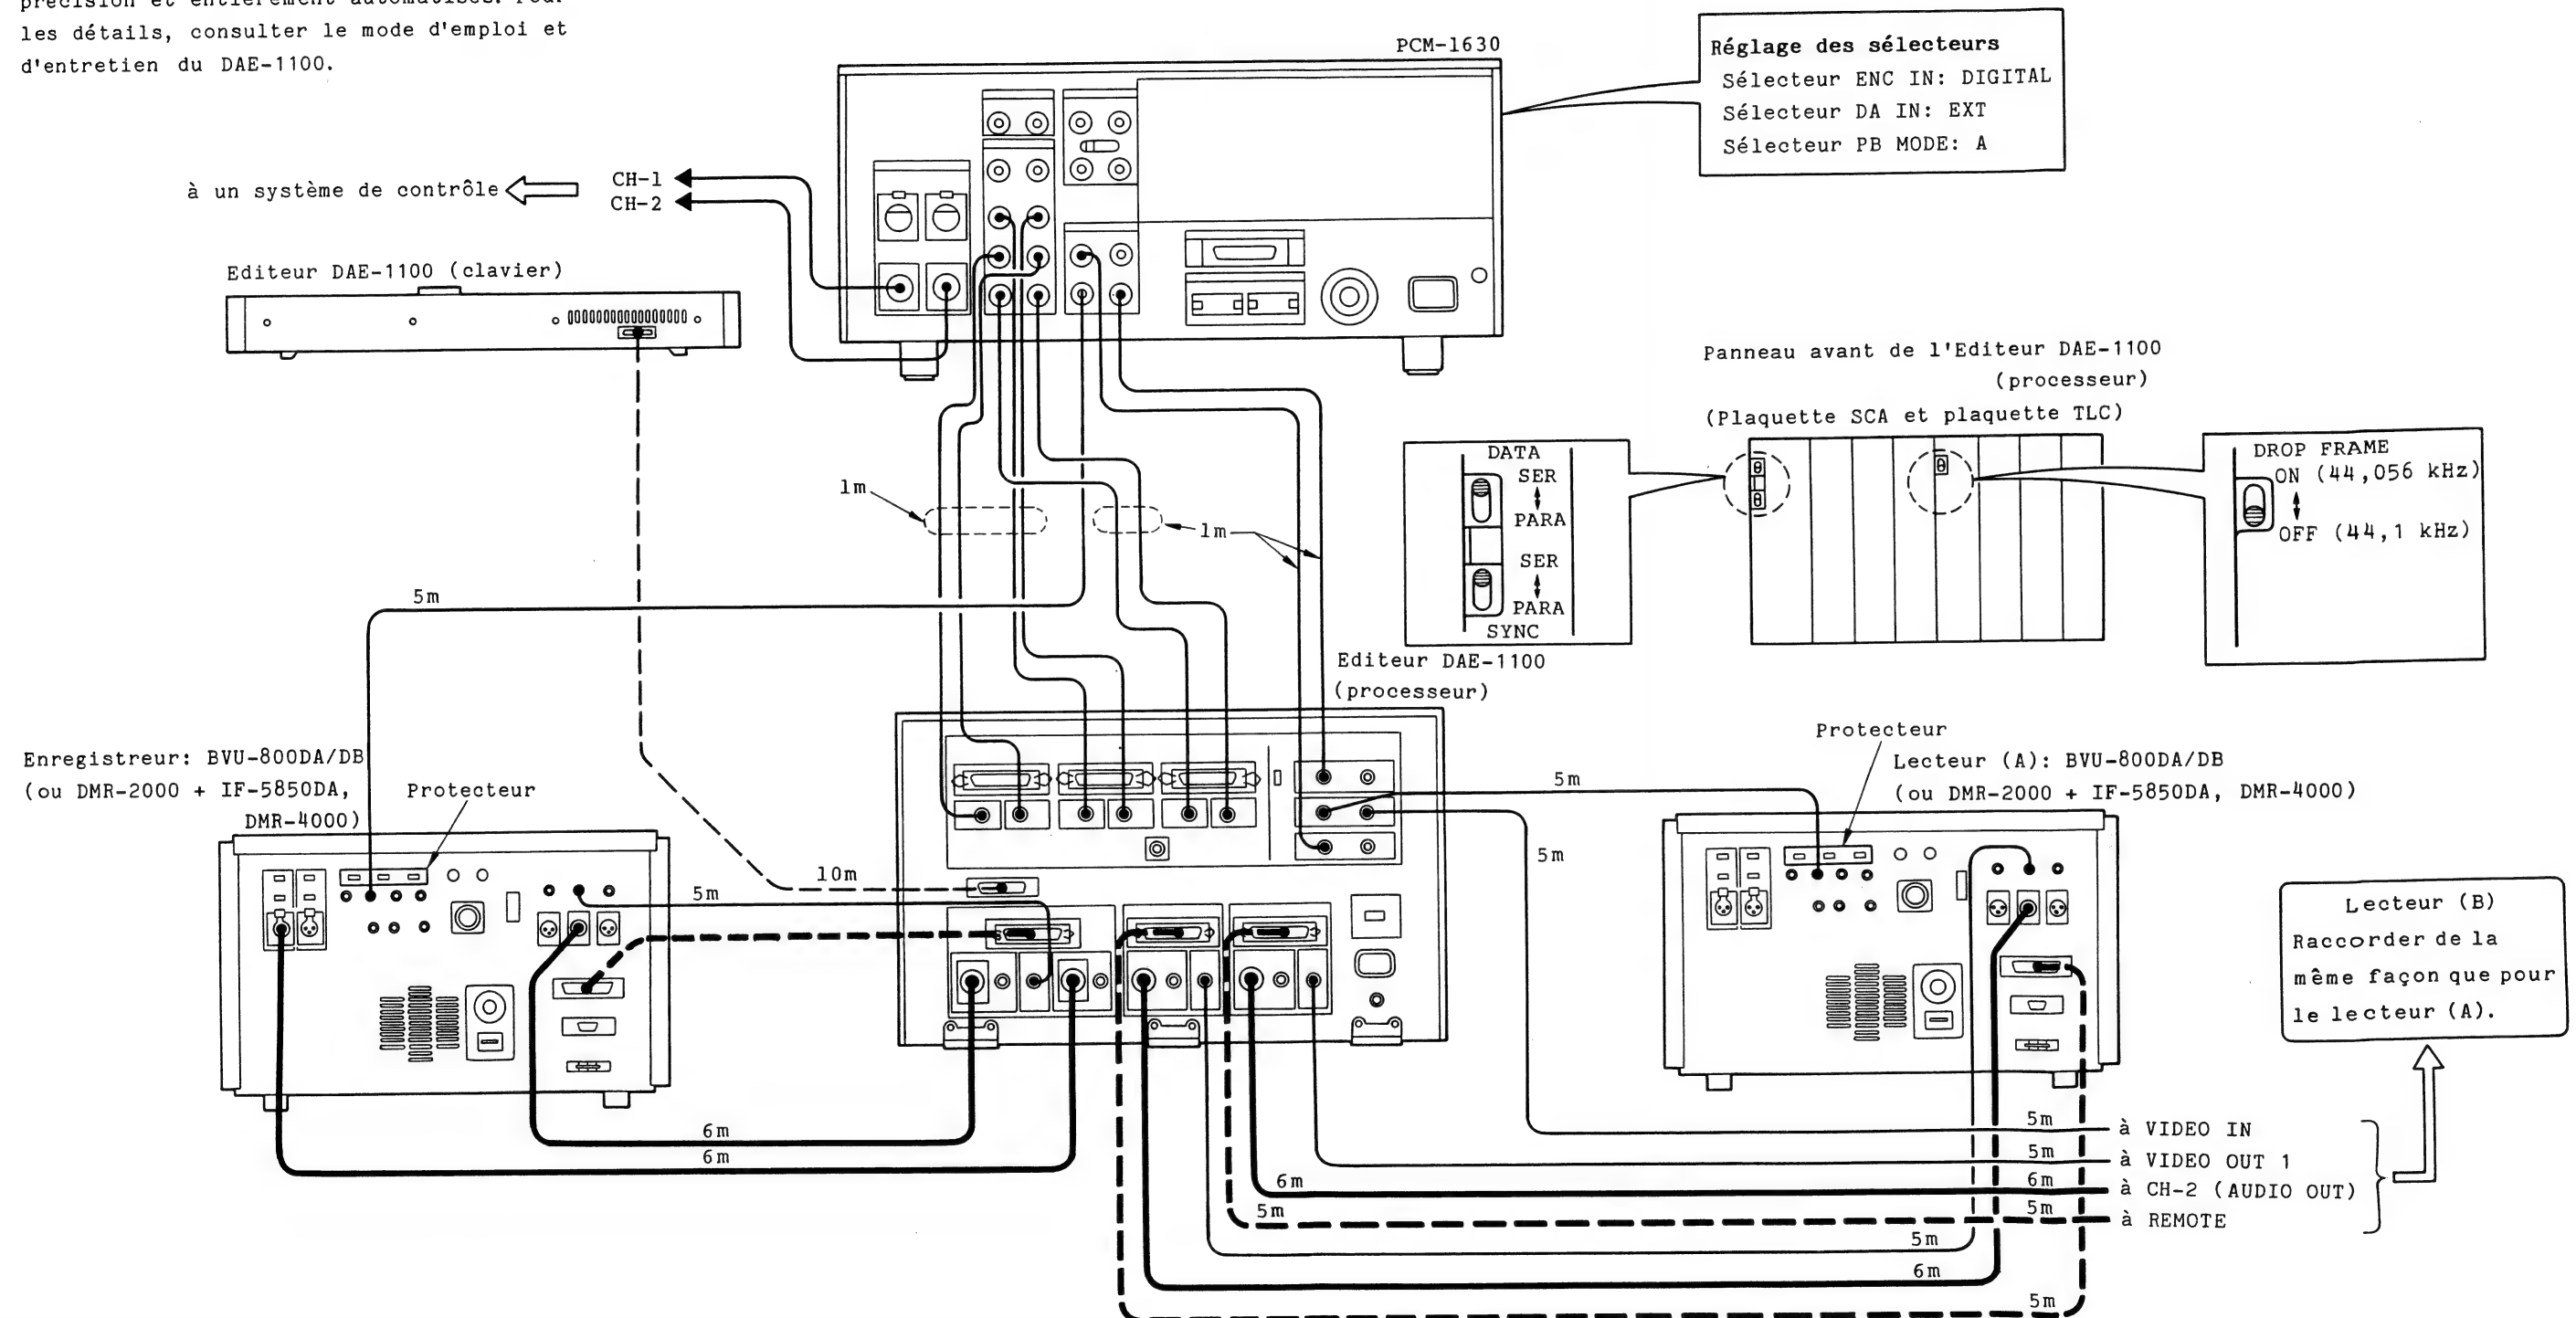 les détails, consulter le mode d'emploi et
d'entretien du DAE-1100.
PCM-1630
Réglage des sélecteurs
Sélecteur ENC IN: DIGITAL
Sélecteur DA IN: EXT
Sélecteur PB MODE: A
à un système de contrôle
CH-1
CH-2
Editeur DAE-1100 (clavier)
Panneau avant de l'Editeur DAE-1100
(processeur)
(Plaquette SCA et plaquette TLC)
DATA
SER
PARA
SER
PARA
SYNC
DROP FRAME
ON (44,056 kHz)
OFF (44,1 kHz)
1m
1m
5m
Editeur DAE-1100
(processeur)
Enregistreur: BVU-800DA/DB
(ou DMR-2000 + IF-5850DA,
DMR-4000)
Protecteur
Protecteur
Lecteur (A): BVU-800DA/DB
(ou DMR-2000 + IF-5850DA, DMR-4000)
5m
5m
10m
5m
Lecteur (B)
Raccorder de la
même façon que pour
le lecteur (A).
6m
6m
5m
à VIDEO IN
5m
à VIDEO OUT 1
6m
6m
à CH-2 (AUDIO OUT)
5m
5m
à REMOTE
5m
6m
5m